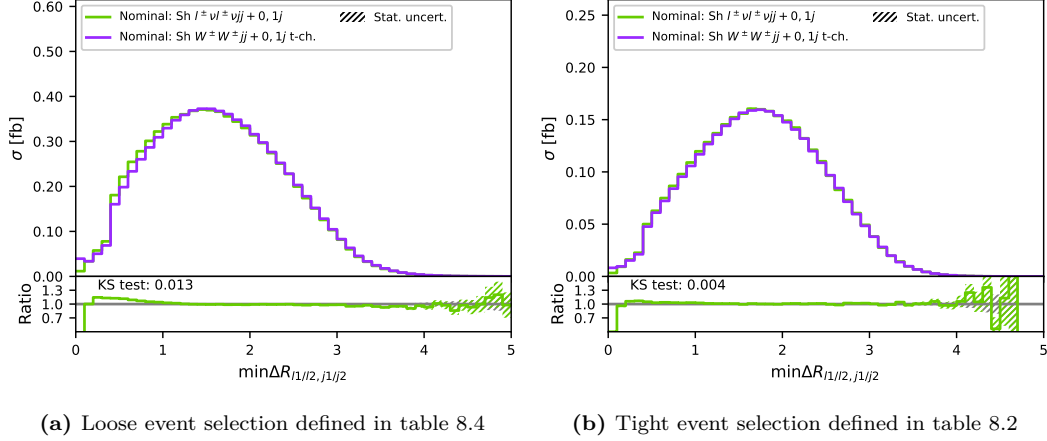 Nominal: Sh l±νl±νjj + 0, 1j
Nominal: Sh W±W±jj + 0, 1j t-ch.
Stat. uncert.
σ [fb]
0.60
0.50
0.40
0.30
0.20
0.10
0.00
KS test: 0.013
Ratio
1.3
1.0
0.7
0 1 2 3 4 5
minΔR_{l1/l2, j1/j2}
(a) Loose event selection defined in table 8.4
Nominal: Sh l±νl±νjj + 0, 1j
Nominal: Sh W±W±jj + 0, 1j t-ch.
Stat. uncert.
σ [fb]
0.25
0.20
0.15
0.10
0.05
0.00
KS test: 0.004
Ratio
1.3
1.0
0.7
0 1 2 3 4 5
minΔR_{l1/l2, j1/j2}
(b) Tight event selection defined in table 8.2